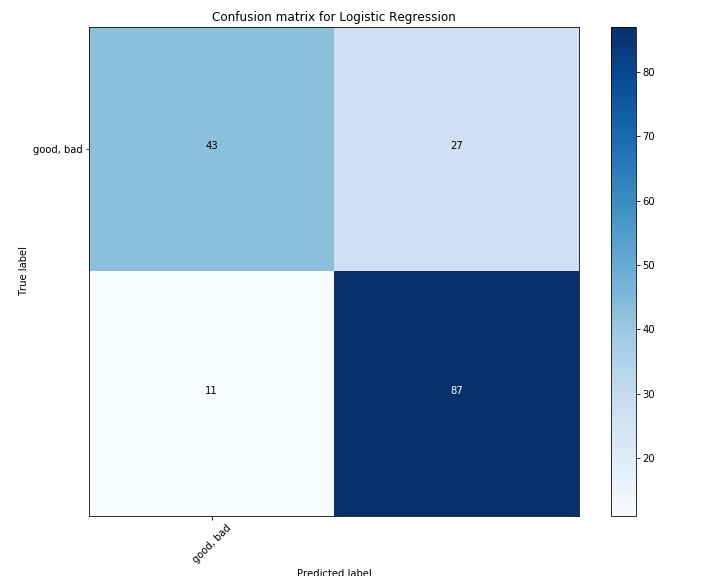 Confusion matrix for Logistic Regression
43 27
good, bad
True label
11 87
good, bad
Predicted label
80
70
60
50
40
30
20